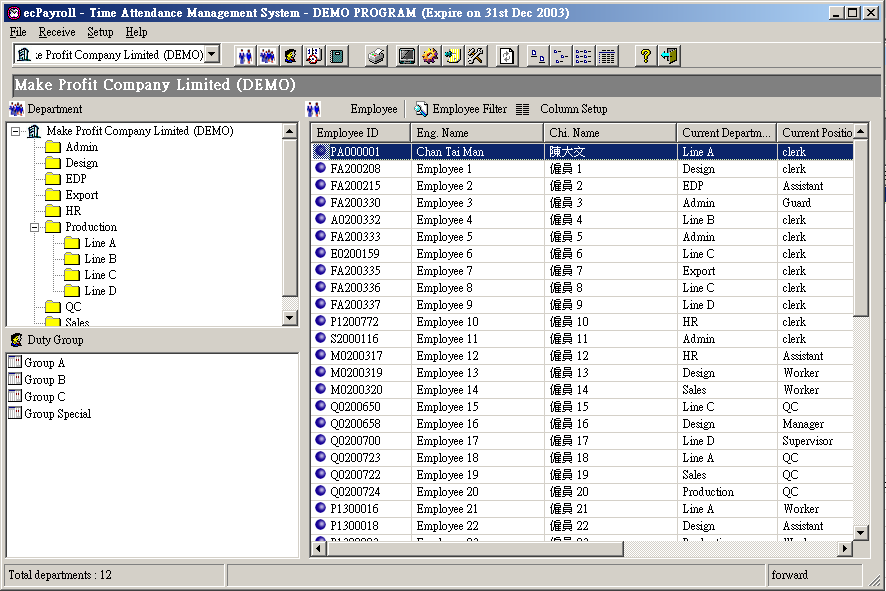 ecPayroll - Time Attendance Management System - DEMO PROGRAM (Expire on 31st Dec 2003)
File Receive Setup Help
:e Profit Company Limited (DEMO)
Make Profit Company Limited (DEMO)
Department
Make Profit Company Limited (DEMO)
Admin
Design
EDP
Export
HR
Production
Line A
Line B
Line C
Line D
QC
Sales
Duty Group
Group A
Group B
Group C
Group Special
Employee Employee Filter Column Setup
Employee ID Eng. Name Chi. Name Current Departm... Current Positio
PA000001 Chan Tai Man 陳大文 Line A clerk
FA200208 Employee 1 僱員 1 Design clerk
FA200215 Employee 2 僱員 2 EDP Assistant
FA200330 Employee 3 僱員 3 Admin Guard
A0200332 Employee 4 僱員 4 Line B clerk
FA200333 Employee 5 僱員 5 Admin clerk
E0200159 Employee 6 僱員 6 Line C clerk
FA200335 Employee 7 僱員 7 Export clerk
FA200336 Employee 8 僱員 8 Line C clerk
FA200337 Employee 9 僱員 9 Line D clerk
P1200772 Employee 10 僱員 10 HR clerk
S2000116 Employee 11 僱員 11 Admin clerk
M0200317 Employee 12 僱員 12 HR Assistant
M0200319 Employee 13 僱員 13 Design Worker
M0200320 Employee 14 僱員 14 Sales Worker
Q0200650 Employee 15 僱員 15 Line C QC
Q0200658 Employee 16 僱員 16 Design Manager
Q0200700 Employee 17 僱員 17 Line D Supervisor
Q0200723 Employee 18 僱員 18 Line A QC
Q0200722 Employee 19 僱員 19 Sales QC
Q0200724 Employee 20 僱員 20 Production QC
P1300016 Employee 21 僱員 21 Line A Worker
P1300018 Employee 22 僱員 22 Design Assistant
Total departments : 12
forward